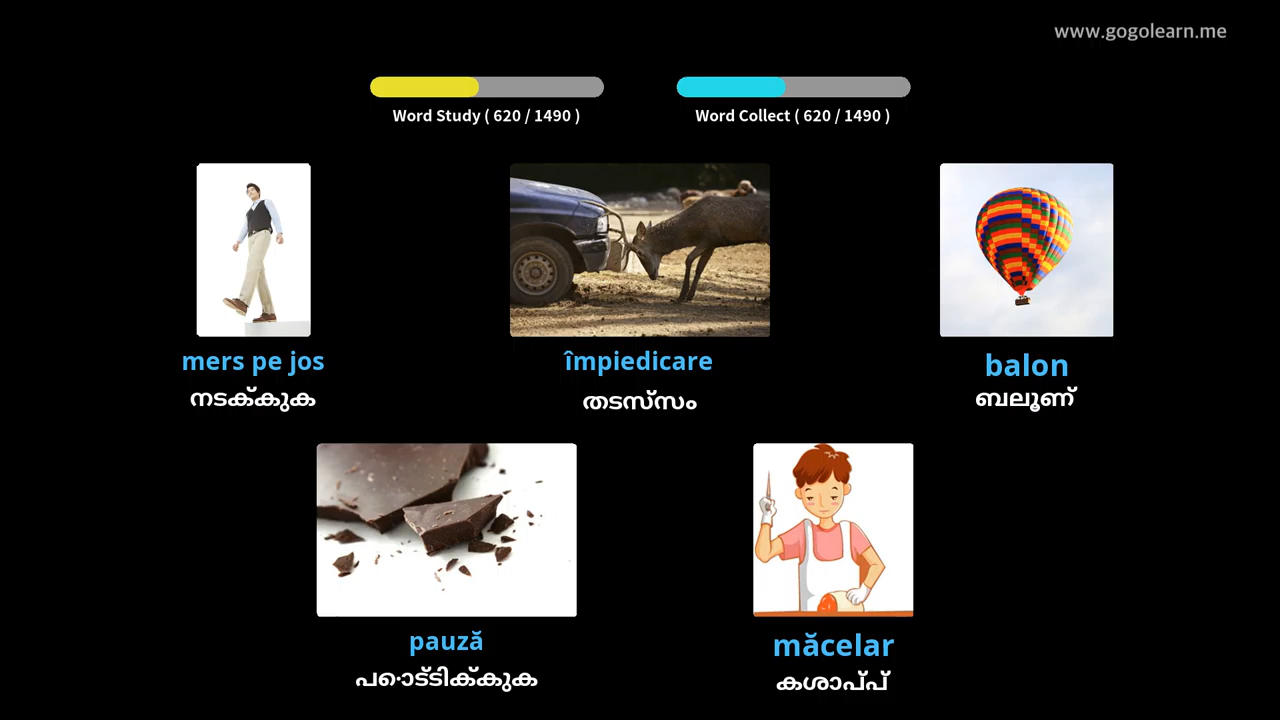 www.gogolearn.me
Word Study ( 620 / 1490 )
Word Collect ( 620 / 1490 )
mers pe jos
നടക്കുക
împiedicare
തടസ്സം
balon
ബലൂണ്
pauză
പൊട്ടിക്കുക
măcelar
കശാപ്പ്